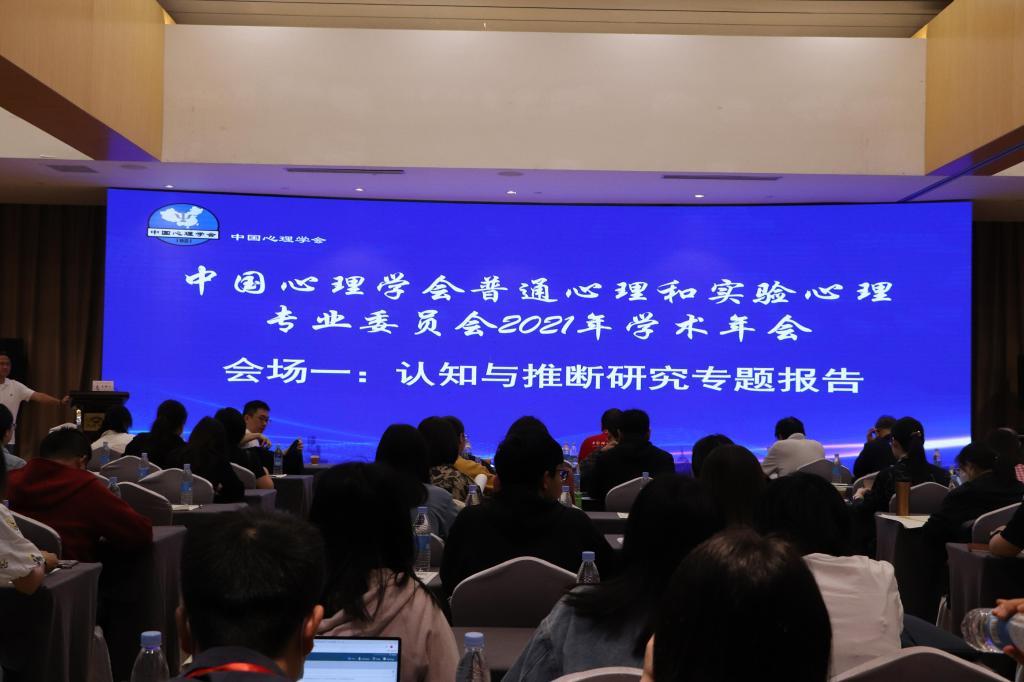 中国心理学会
1921
中国心理学会
中国心理学会普通心理和实验心理
专业委员会2021年学术年会
会场一：认知与推断研究专题报告